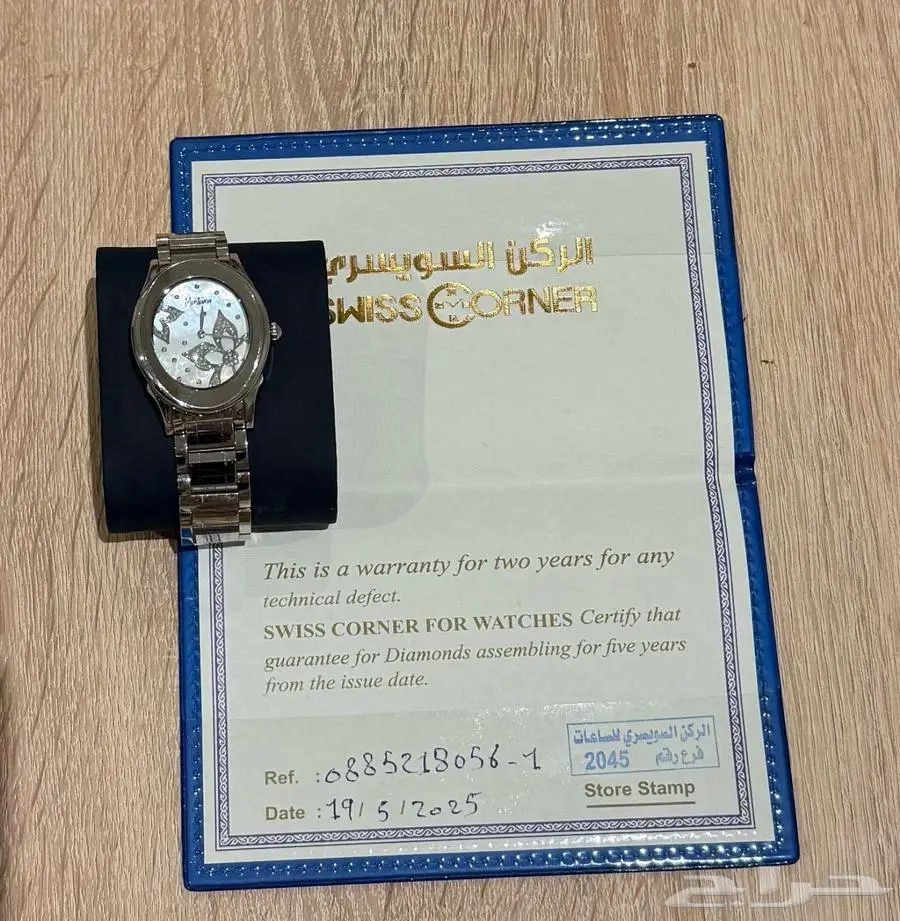 الركن السويسري
SWISS CORNER
This is a warranty for two years for any
technical defect.
SWISS CORNER FOR WATCHES Certify that
guarantee for Diamonds assembling for five years
from the issue date.
الركن السويسري للساعات
2045 فرع رقم
Ref. : 0885218056-1
Store Stamp
Date : 19/5/2025
حراج